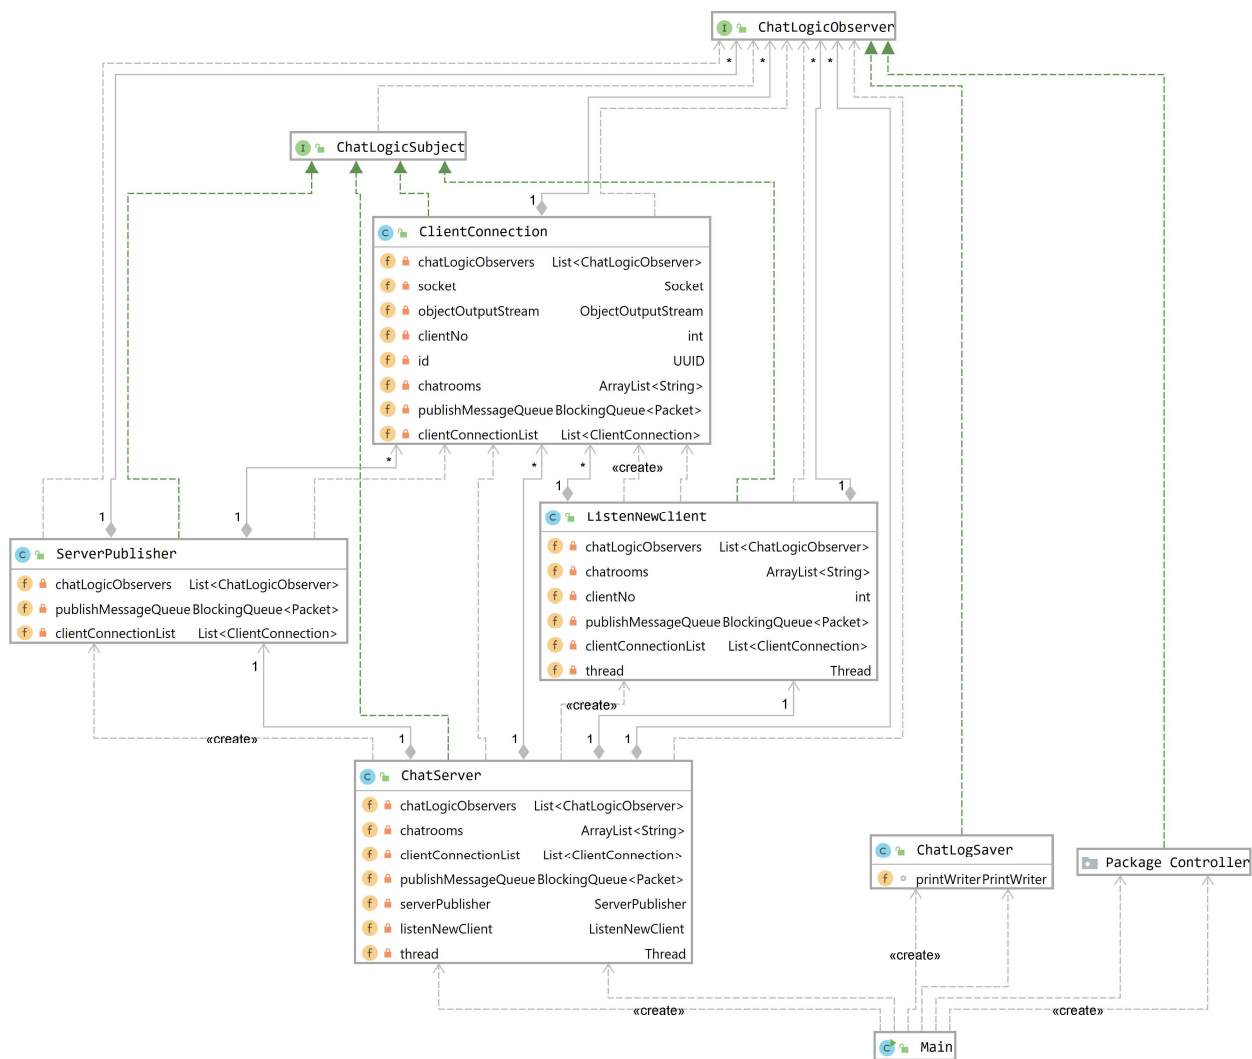 I ChatLogicObserver
* * * *
I ChatLogicSubject
1
C ClientConnection
f chatLogicObservers List<ChatLogicObserver>
f socket Socket
f objectOutputStream ObjectOutputStream
f clientNo int
f id UUID
f chatrooms ArrayList<String>
f publishMessageQueue BlockingQueue<Packet>
f clientConnectionList List<ClientConnection>
* * * «create»
1 1 1 1
C ListenNewClient
f chatLogicObservers List<ChatLogicObserver>
f chatrooms ArrayList<String>
f clientNo int
f publishMessageQueue BlockingQueue<Packet>
f clientConnectionList List<ClientConnection>
f thread Thread
C ServerPublisher
f chatLogicObservers List<ChatLogicObserver>
f publishMessageQueue BlockingQueue<Packet>
f clientConnectionList List<ClientConnection>
1
«create» 1
«create» 1 1 1 1
C ChatServer
f chatLogicObservers List<ChatLogicObserver>
f chatrooms ArrayList<String>
f clientConnectionList List<ClientConnection>
f publishMessageQueue BlockingQueue<Packet>
f serverPublisher ServerPublisher
f listenNewClient ListenNewClient
f thread Thread
C ChatLogSaver
f printWriter PrintWriter
Package Controller
«create»
«create» «create»
C Main